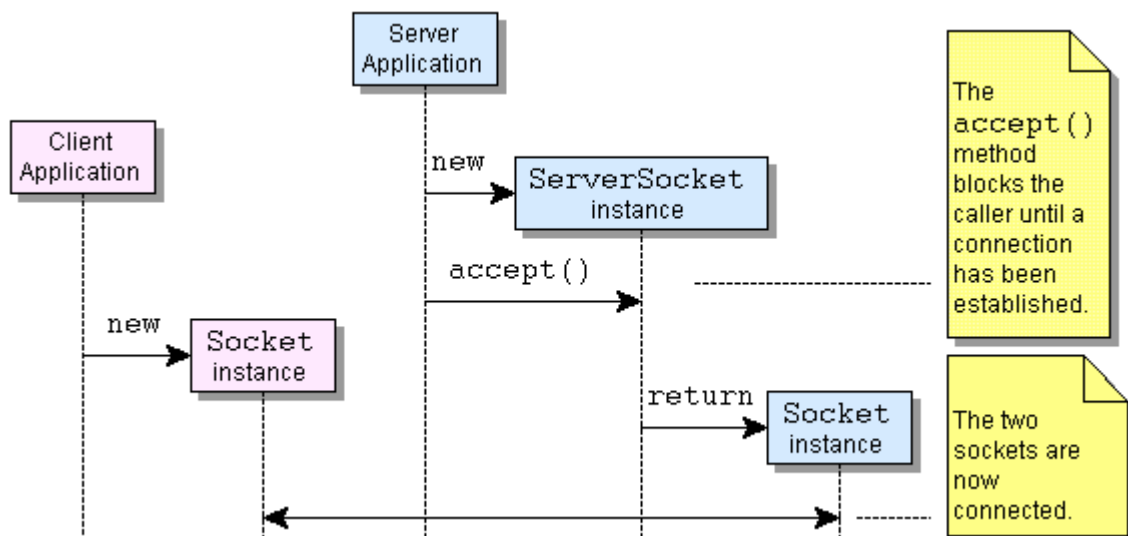 Server
Application
Client
Application
new
ServerSocket
instance
accept()
new
Socket
instance
return
Socket
instance
The
accept()
method
blocks the
caller until a
connection
has been
established.
The two
sockets are
now
connected.